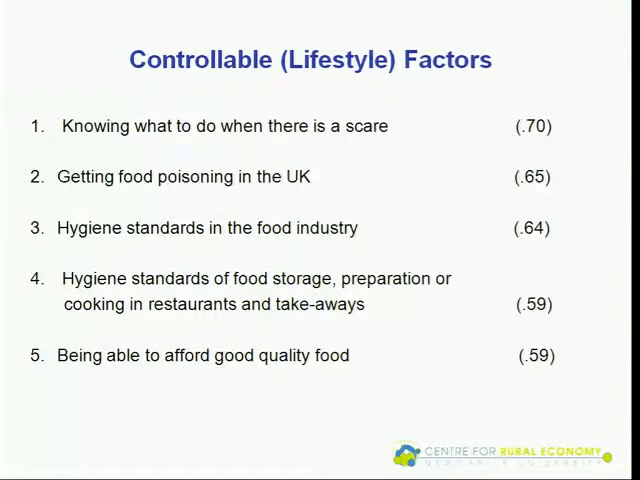 Controllable (Lifestyle) Factors
1. Knowing what to do when there is a scare (.70)
2. Getting food poisoning in the UK (.65)
3. Hygiene standards in the food industry (.64)
4. Hygiene standards of food storage, preparation or
cooking in restaurants and take-aways (.59)
5. Being able to afford good quality food (.59)
CENTRE FOR RURAL ECONOMY
NEWCASTLE UNIVERSITY